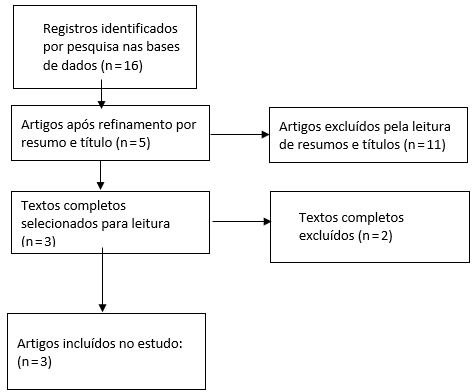 Registros identificados
por pesquisa nas bases
de dados (n=16)
Artigos após refinamento por
resumo e título (n=5)
Artigos excluídos pela leitura
de resumos e títulos (n=11)
Textos completos
selecionados para leitura
(n=3)
Textos completos
excluídos (n=2)
Artigos incluídos no estudo:
(n=3)